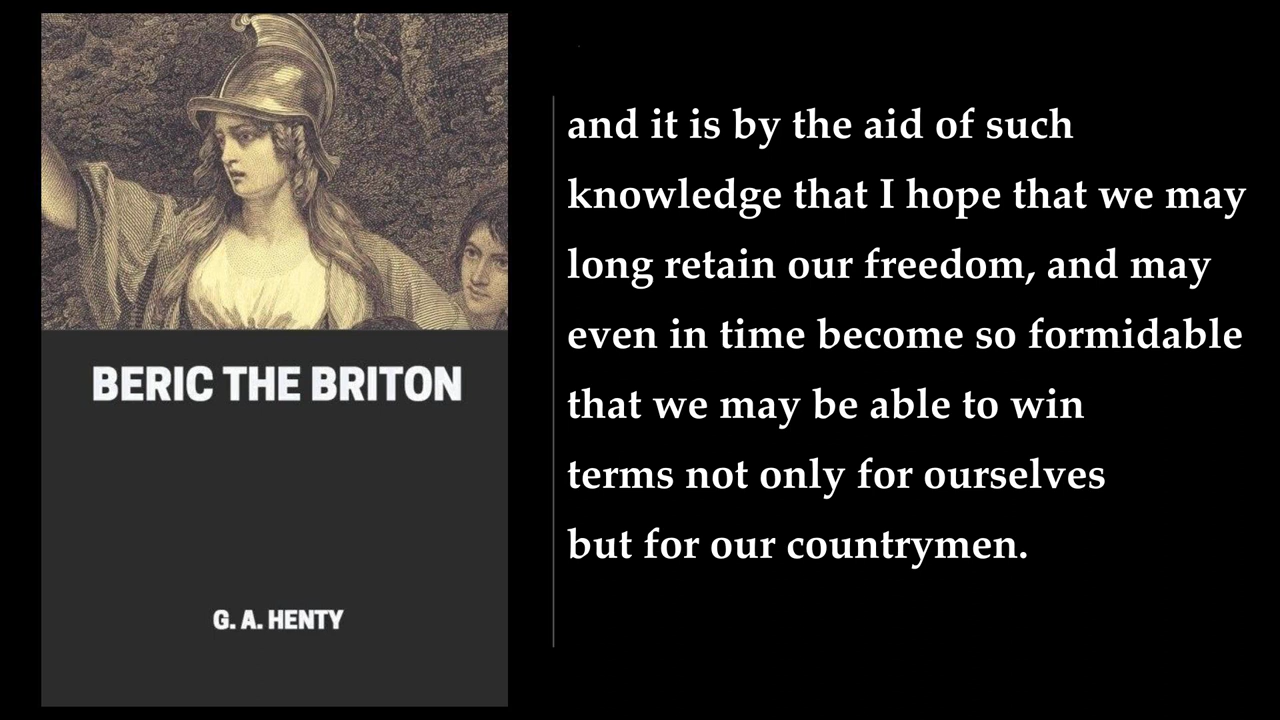 BERIC THE BRITON
G. A. HENTY
and it is by the aid of such
knowledge that I hope that we may
long retain our freedom, and may
even in time become so formidable
that we may be able to win
terms not only for ourselves
but for our countrymen.